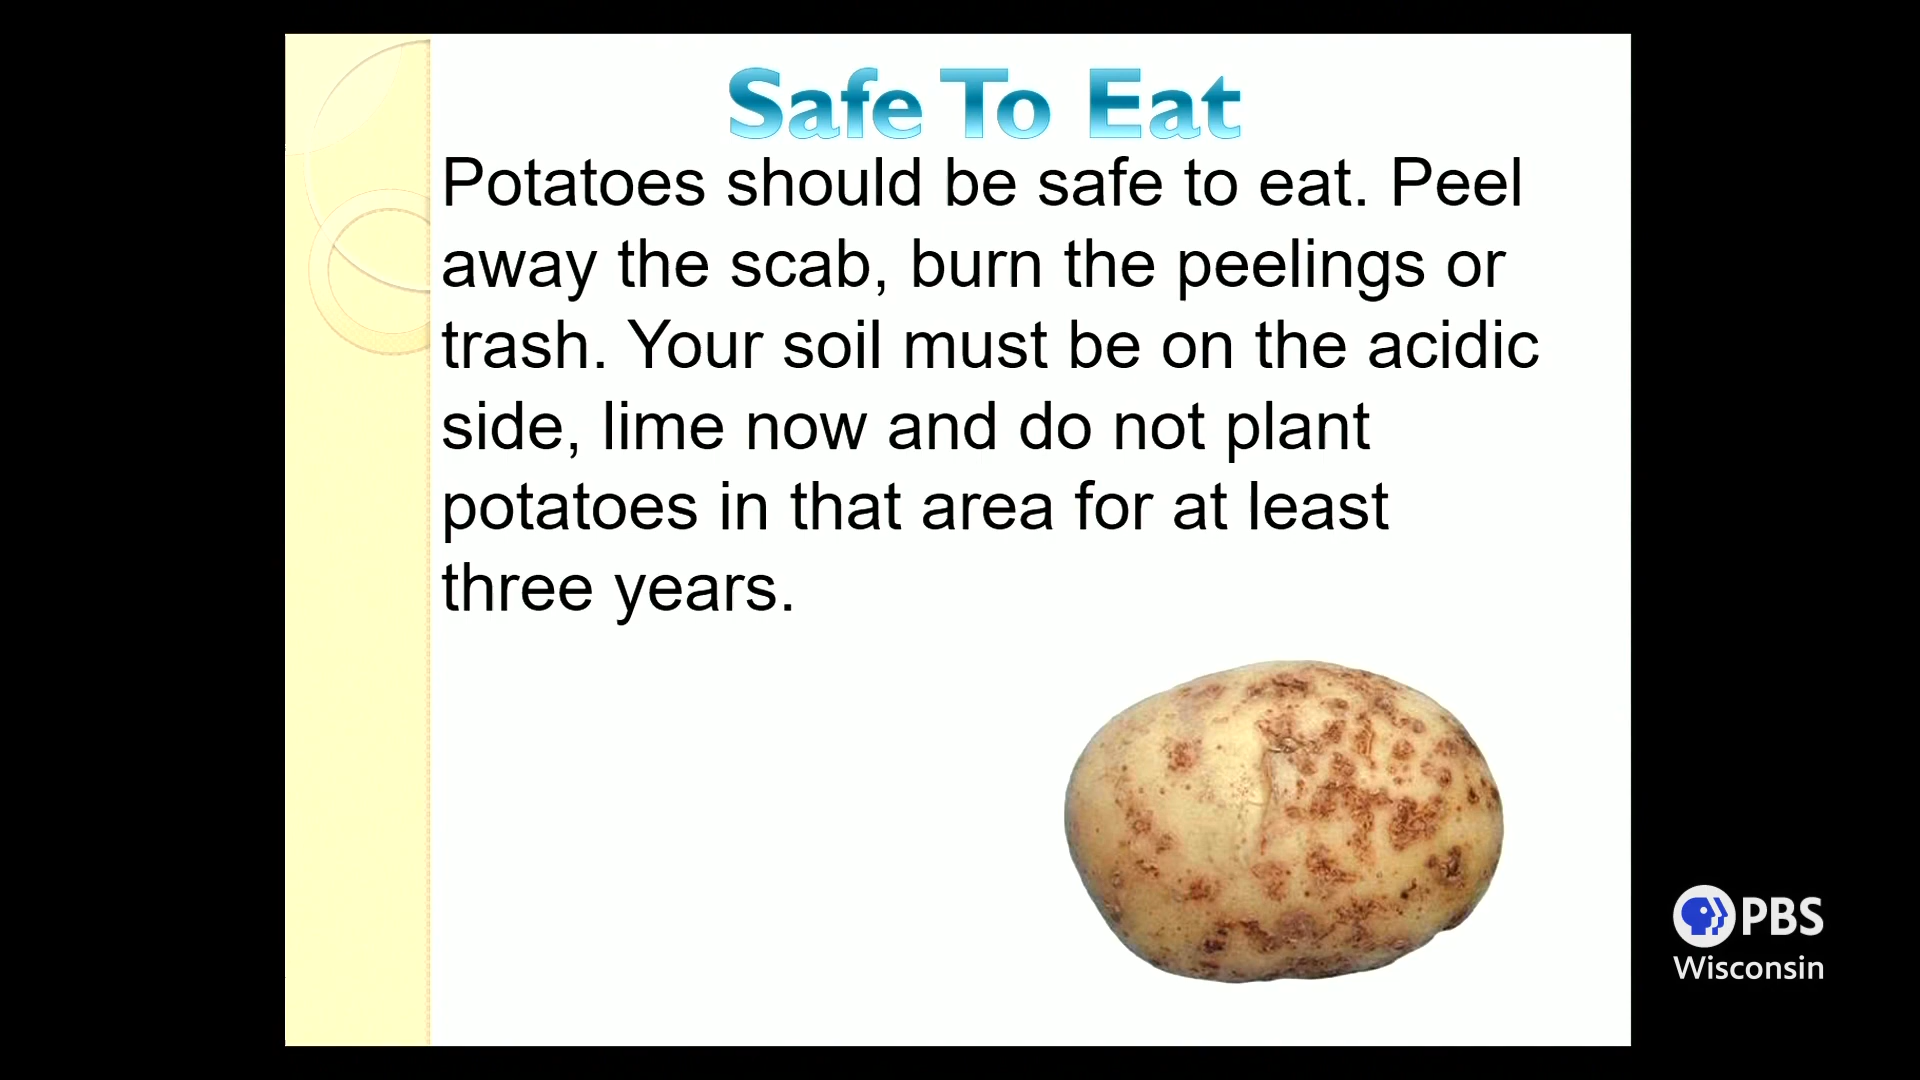 Safe To Eat
Potatoes should be safe to eat. Peel
away the scab, burn the peelings or
trash. Your soil must be on the acidic
side, lime now and do not plant
potatoes in that area for at least
three years.
PBS
Wisconsin